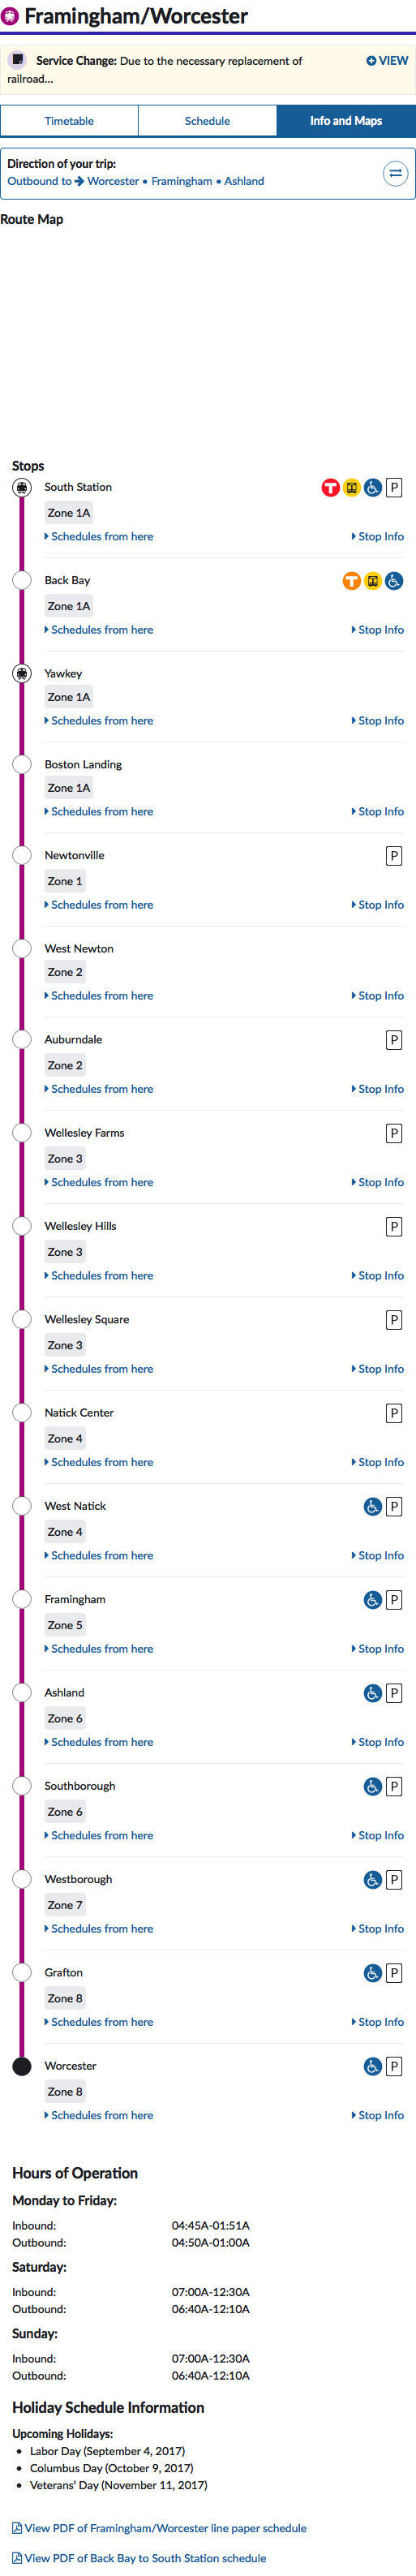 Framingham/Worcester
Service Change: Due to the necessary replacement of railroad... VIEW
Timetable Schedule Info and Maps
Direction of your trip:
Outbound to → Worcester • Framingham • Ashland
Route Map
Stops
South Station T P
Zone 1A
Schedules from here Stop Info
Back Bay T
Zone 1A
Schedules from here Stop Info
Yawkey
Zone 1A
Schedules from here Stop Info
Boston Landing
Zone 1A
Schedules from here Stop Info
Newtonville P
Zone 1
Schedules from here Stop Info
West Newton
Zone 2
Schedules from here Stop Info
Auburndale P
Zone 2
Schedules from here Stop Info
Wellesley Farms P
Zone 3
Schedules from here Stop Info
Wellesley Hills P
Zone 3
Schedules from here Stop Info
Wellesley Square P
Zone 3
Schedules from here Stop Info
Natick Center P
Zone 4
Schedules from here Stop Info
West Natick P
Zone 4
Schedules from here Stop Info
Framingham P
Zone 5
Schedules from here Stop Info
Ashland P
Zone 6
Schedules from here Stop Info
Southborough P
Zone 6
Schedules from here Stop Info
Westborough P
Zone 7
Schedules from here Stop Info
Grafton P
Zone 8
Schedules from here Stop Info
Worcester P
Zone 8
Schedules from here Stop Info
Hours of Operation
Monday to Friday:
Inbound: 04:45A-01:51A
Outbound: 04:50A-01:00A
Saturday:
Inbound: 07:00A-12:30A
Outbound: 06:40A-12:10A
Sunday:
Inbound: 07:00A-12:30A
Outbound: 06:40A-12:10A
Holiday Schedule Information
Upcoming Holidays:
• Labor Day (September 4, 2017)
• Columbus Day (October 9, 2017)
• Veterans' Day (November 11, 2017)
View PDF of Framingham/Worcester line paper schedule
View PDF of Back Bay to South Station schedule